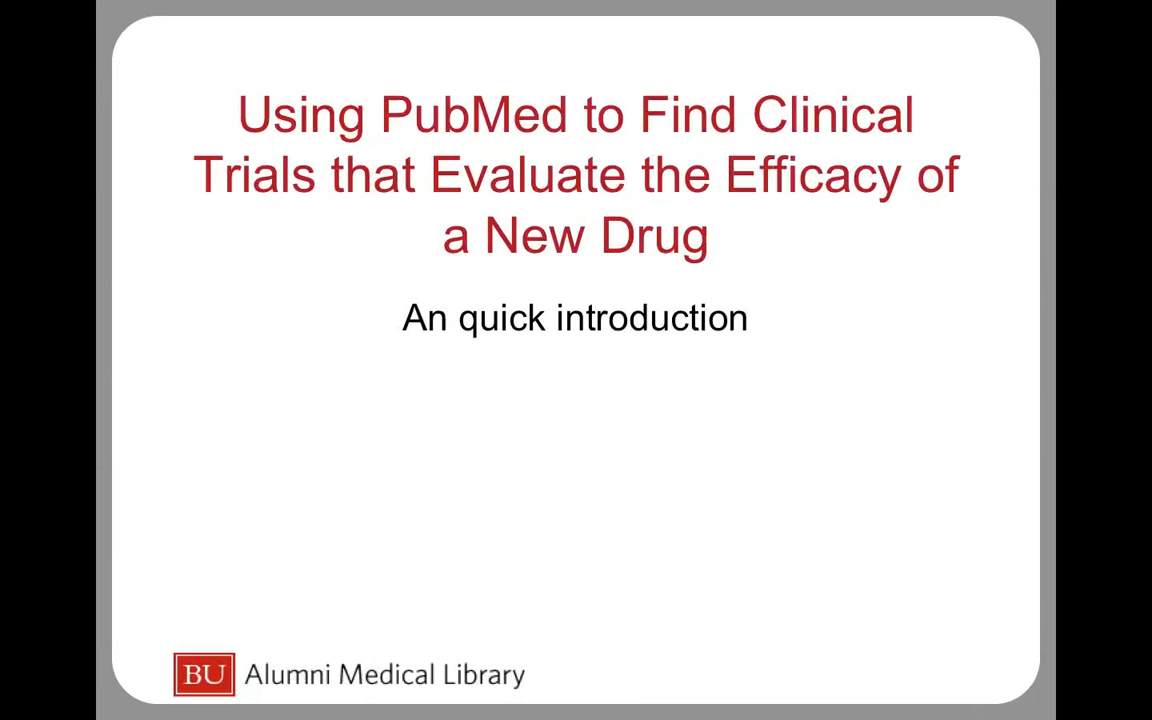 Using PubMed to Find Clinical
Trials that Evaluate the Efficacy of
a New Drug
An quick introduction
BU Alumni Medical Library